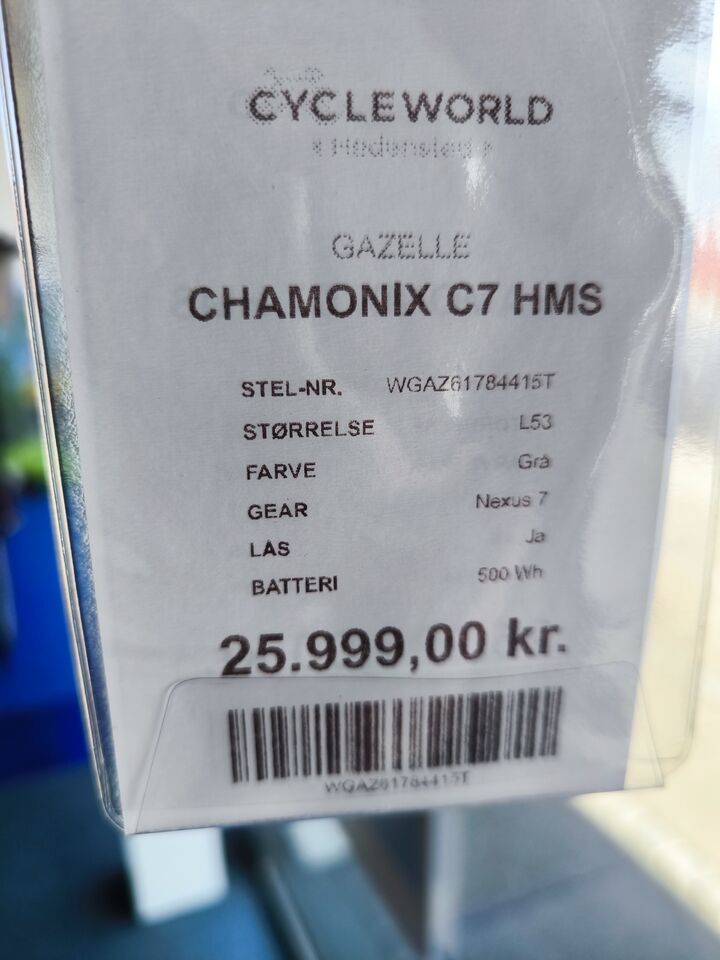 CYCLEWORLD
GAZELLE
CHAMONIX C7 HMS
STEL-NR. WGAZ61784415T
STØRRELSE L53
FARVE Grå
GEAR Nexus 7
LÅS Ja
BATTERI 500 Wh
25.999,00 kr.
WGAZ61784415T